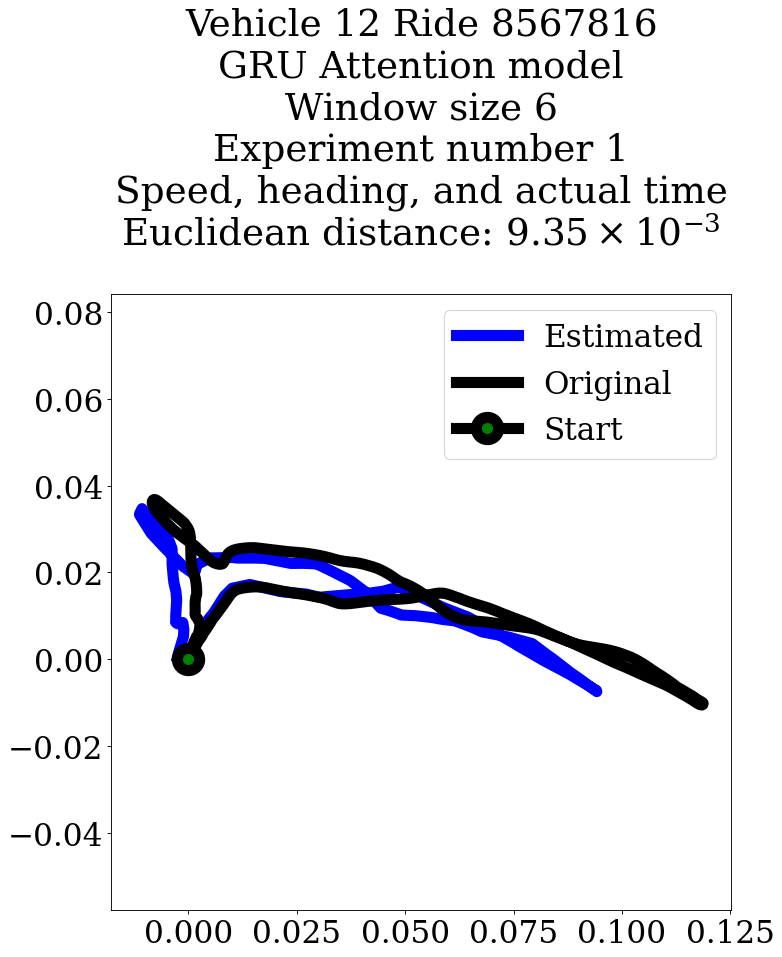 Vehicle 12 Ride 8567816
GRU Attention model
Window size 6
Experiment number 1
Speed, heading, and actual time
Euclidean distance: 9.35 × 10⁻³
Estimated
Original
Start
0.08
0.06
0.04
0.02
0.00
−0.02
−0.04
0.000 0.025 0.050 0.075 0.100 0.125